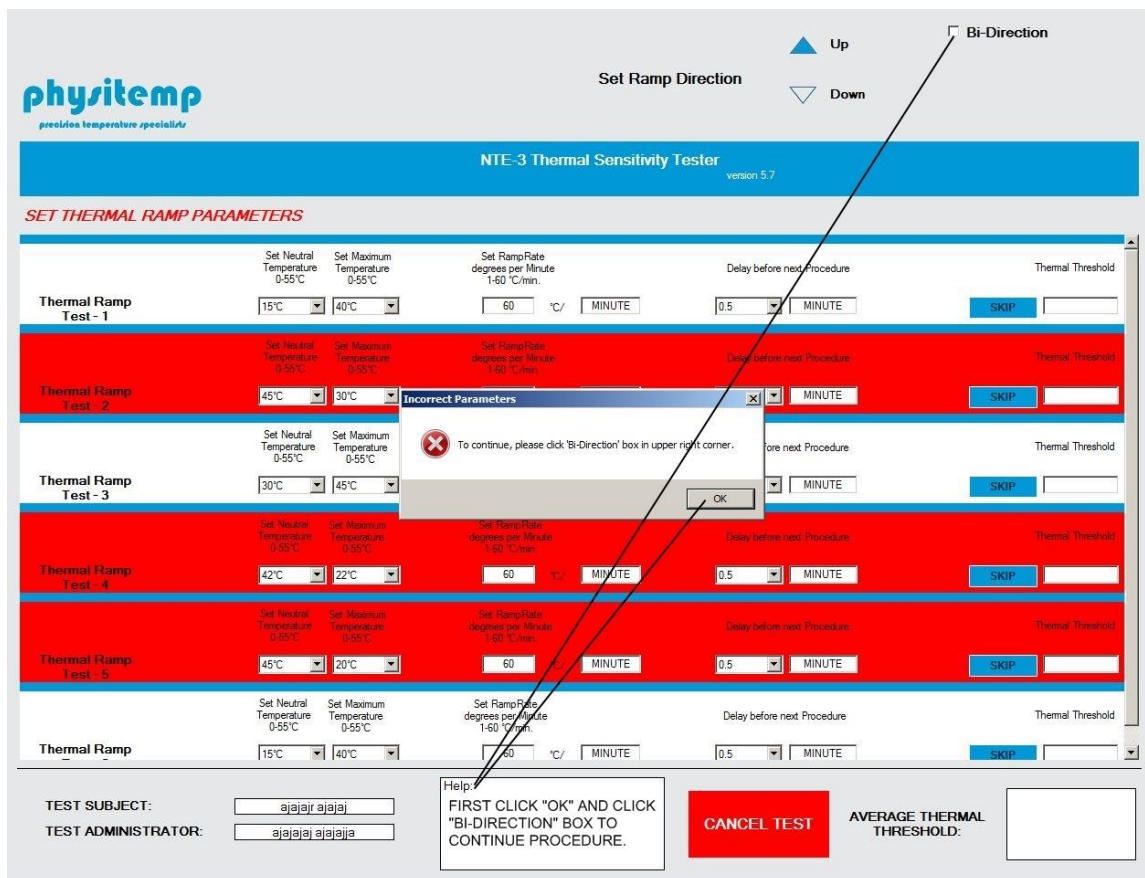 Bi-Direction
Up
Set Ramp Direction
Down
physitemp
precision temperature specialists
NTE-3 Thermal Sensitivity Tester
version 5.7
SET THERMAL RAMP PARAMETERS
Set Neutral Temperature 0-55°C
Set Maximum Temperature 0-55°C
Set RampRate degrees per Minute 1-60 °C/min.
Delay before next Procedure
Thermal Threshold
Thermal Ramp Test - 1
15°C 40°C 60 °C/ MINUTE 0.5 MINUTE SKIP
Set Neutral Temperature 0-55°C
Set Maximum Temperature 0-55°C
Set RampRate degrees per Minute 1-60 °C/min.
Delay before next Procedure
Thermal Threshold
Thermal Ramp Test - 2
45°C 30°C MINUTE SKIP
Incorrect Parameters
To continue, please click 'Bi-Direction' box in upper right corner.
OK
Set Neutral Temperature 0-55°C
Set Maximum Temperature 0-55°C
fore next Procedure
Thermal Threshold
Thermal Ramp Test - 3
30°C 45°C MINUTE SKIP
Set Neutral Temperature 0-55°C
Set Maximum Temperature 0-55°C
Set RampRate degrees per Minute 1-60 °C/min.
Delay before next Procedure
Thermal Threshold
Thermal Ramp Test - 4
42°C 22°C 60 °C/ MINUTE 0.5 MINUTE SKIP
Set Neutral Temperature 0-55°C
Set Maximum Temperature 0-55°C
Set RampRate degrees per Minute 1-60 °C/min.
Delay before next Procedure
Thermal Threshold
Thermal Ramp Test - 5
45°C 20°C 60 °C/ MINUTE 0.5 MINUTE SKIP
Set Neutral Temperature 0-55°C
Set Maximum Temperature 0-55°C
Set RampRate degrees per Minute 1-60 °C/min.
Delay before next Procedure
Thermal Threshold
Thermal Ramp
15°C 40°C 60 °C/ MINUTE 0.5 MINUTE SKIP
TEST SUBJECT: ajajajr ajajaj
TEST ADMINISTRATOR: ajajajaj ajajajja
Help:
FIRST CLICK "OK" AND CLICK
"BI-DIRECTION" BOX TO
CONTINUE PROCEDURE.
CANCEL TEST
AVERAGE THERMAL
THRESHOLD: